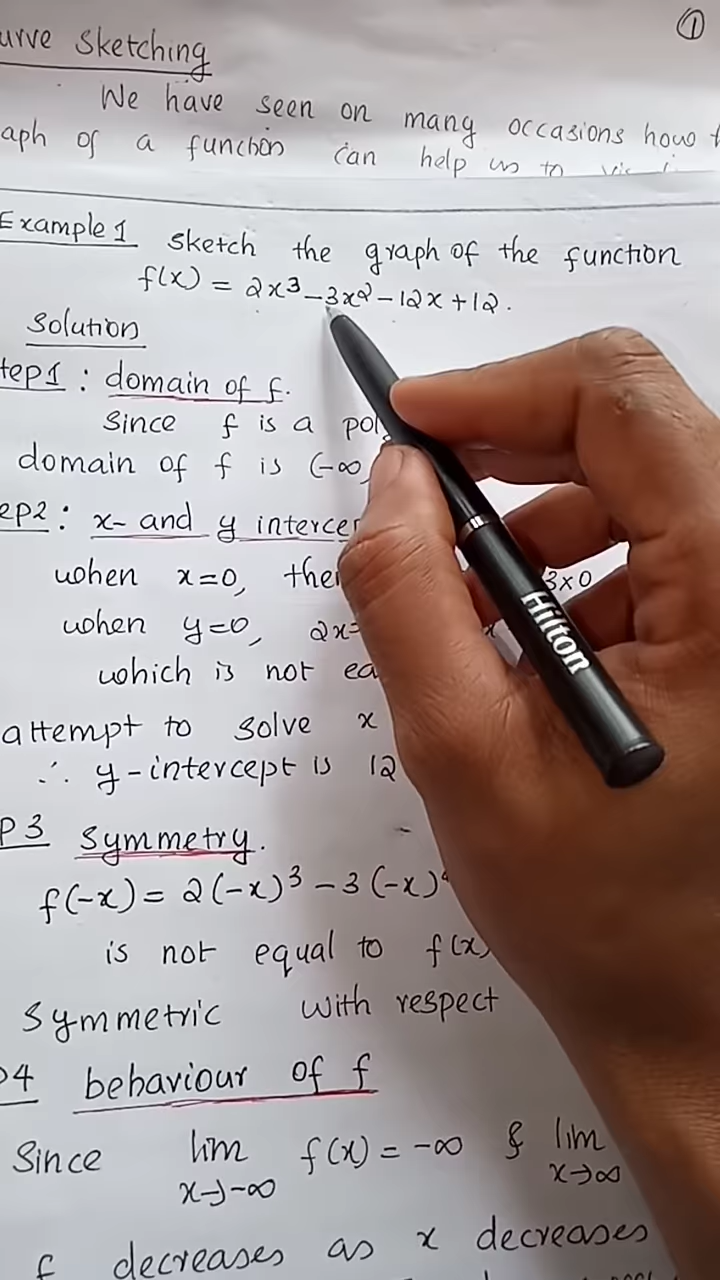 ①
urve Sketching
We have seen on many occasions how t
aph of a function can help us to
Example 1 Sketch the graph of the function
f(x) = 2x³ - 3x² - 12x + 12.
Solution
tep1 : domain of f.
Since f is a pol
domain of f is (-∞,
ep2 : x- and y interce
when x=0, the 3x0
when y=0, 2x
which is not ea
attempt to solve x
∴ y-intercept is 12
P3 Symmetry.
f(-x) = 2(-x)³ - 3(-x)
is not equal to f(x)
Symmetric with respect
4 behaviour of f
Since lim x→-∞ f(x) = -∞ & lim x→∞
f decreases as x decreases
Hilton